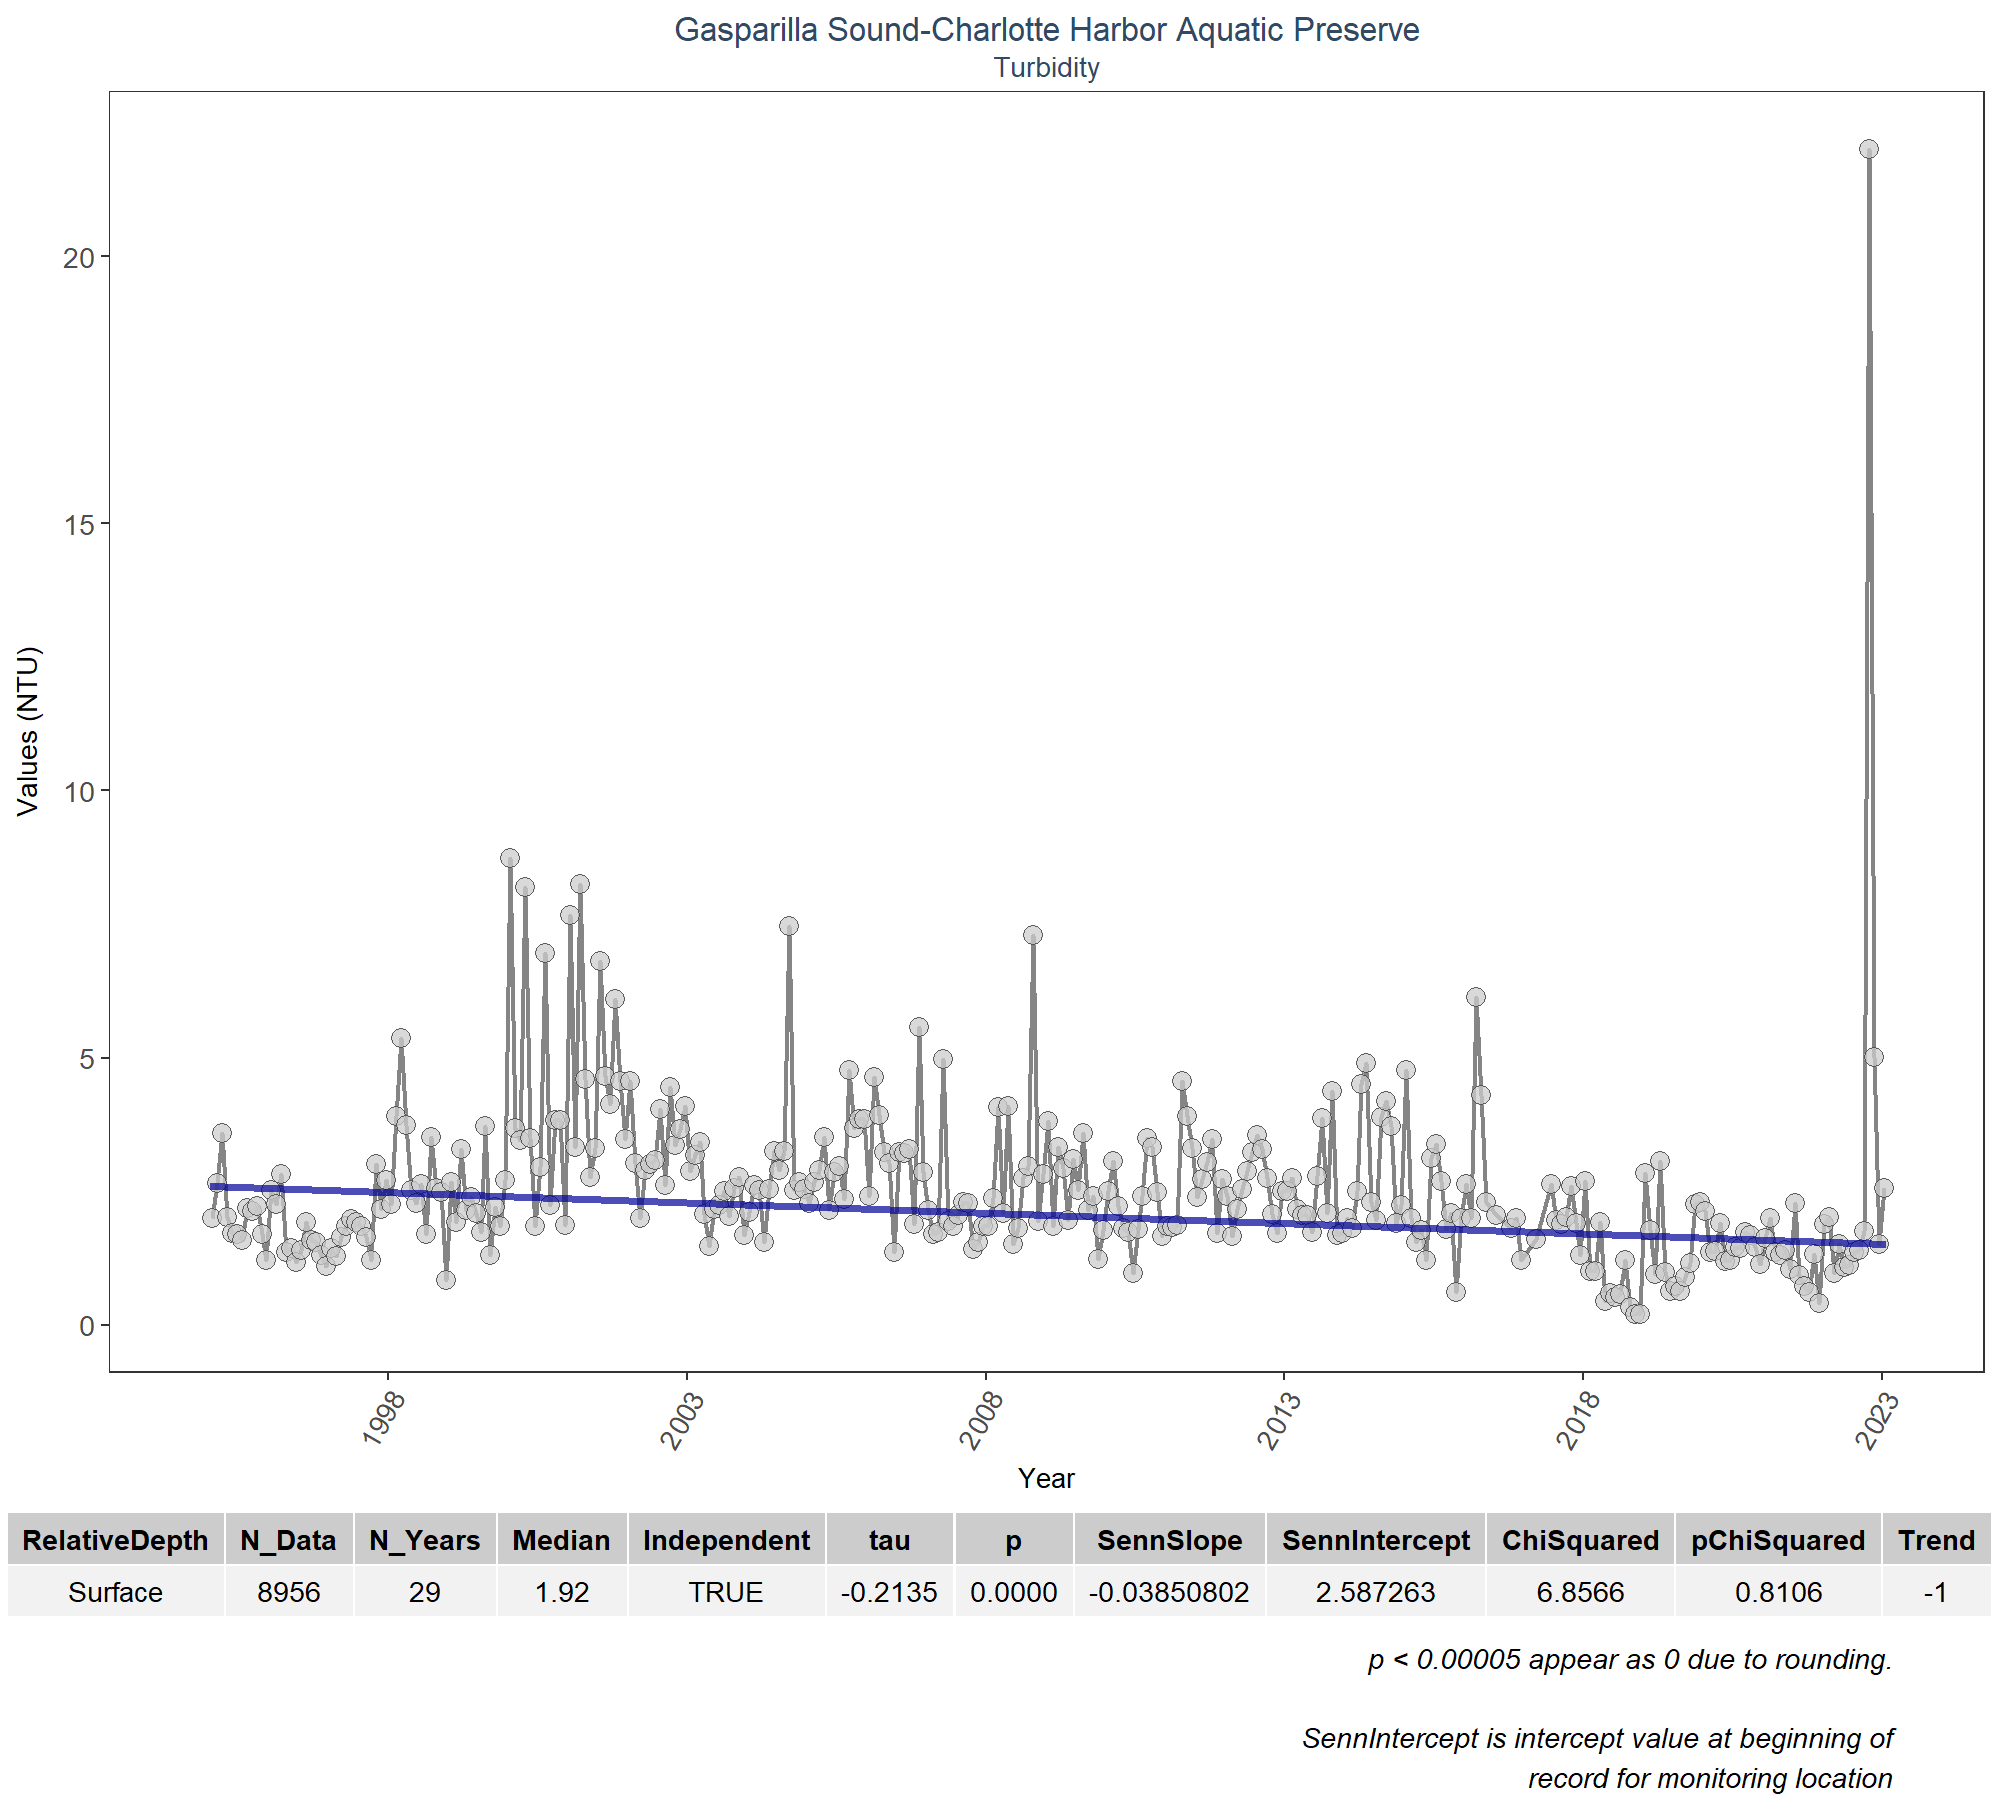 Gasparilla Sound-Charlotte Harbor Aquatic Preserve
Turbidity
Values (NTU)
20
15
10
5
0
1998 2003 2008 2013 2018 2023
Year
RelativeDepth N_Data N_Years Median Independent tau p SennSlope SennIntercept ChiSquared pChiSquared Trend
Surface 8956 29 1.92 TRUE -0.2135 0.0000 -0.03850802 2.587263 6.8566 0.8106 -1
p < 0.00005 appear as 0 due to rounding.
SennIntercept is intercept value at beginning of
record for monitoring location